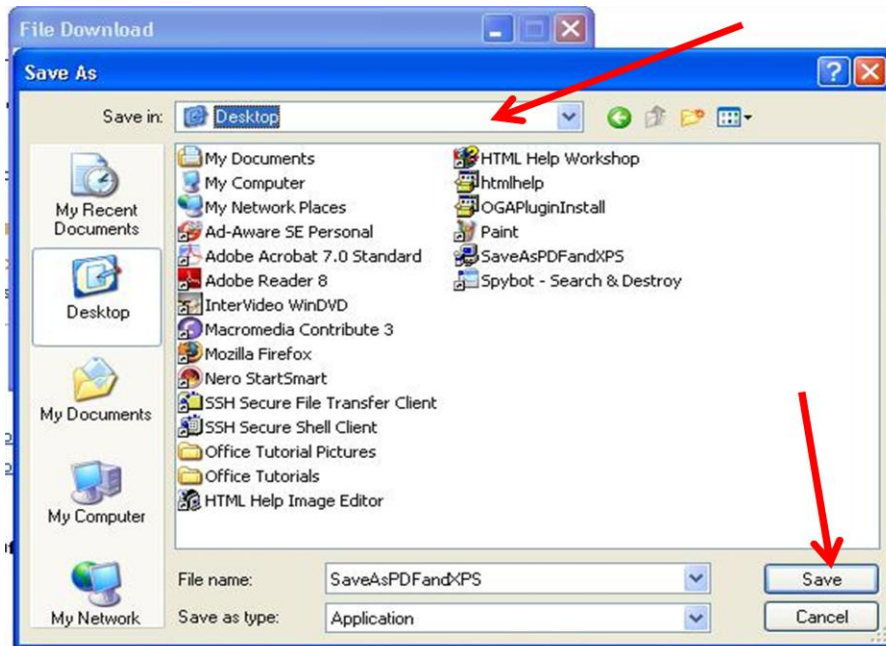 File Download
Save As
Save in:
Desktop
My Recent
Documents
Desktop
My Documents
My Computer
My Network
My Documents
My Computer
My Network Places
Ad-Aware SE Personal
Adobe Acrobat 7.0 Standard
Adobe Reader 8
InterVideo WinDVD
Macromedia Contribute 3
Mozilla Firefox
Nero StartSmart
SSH Secure File Transfer Client
SSH Secure Shell Client
Office Tutorial Pictures
Office Tutorials
HTML Help Image Editor
HTML Help Workshop
htmlhelp
OGAPluginInstall
Paint
SaveAsPDFandXPS
Spybot - Search & Destroy
File name:
SaveAsPDFandXPS
Save
Save as type:
Application
Cancel